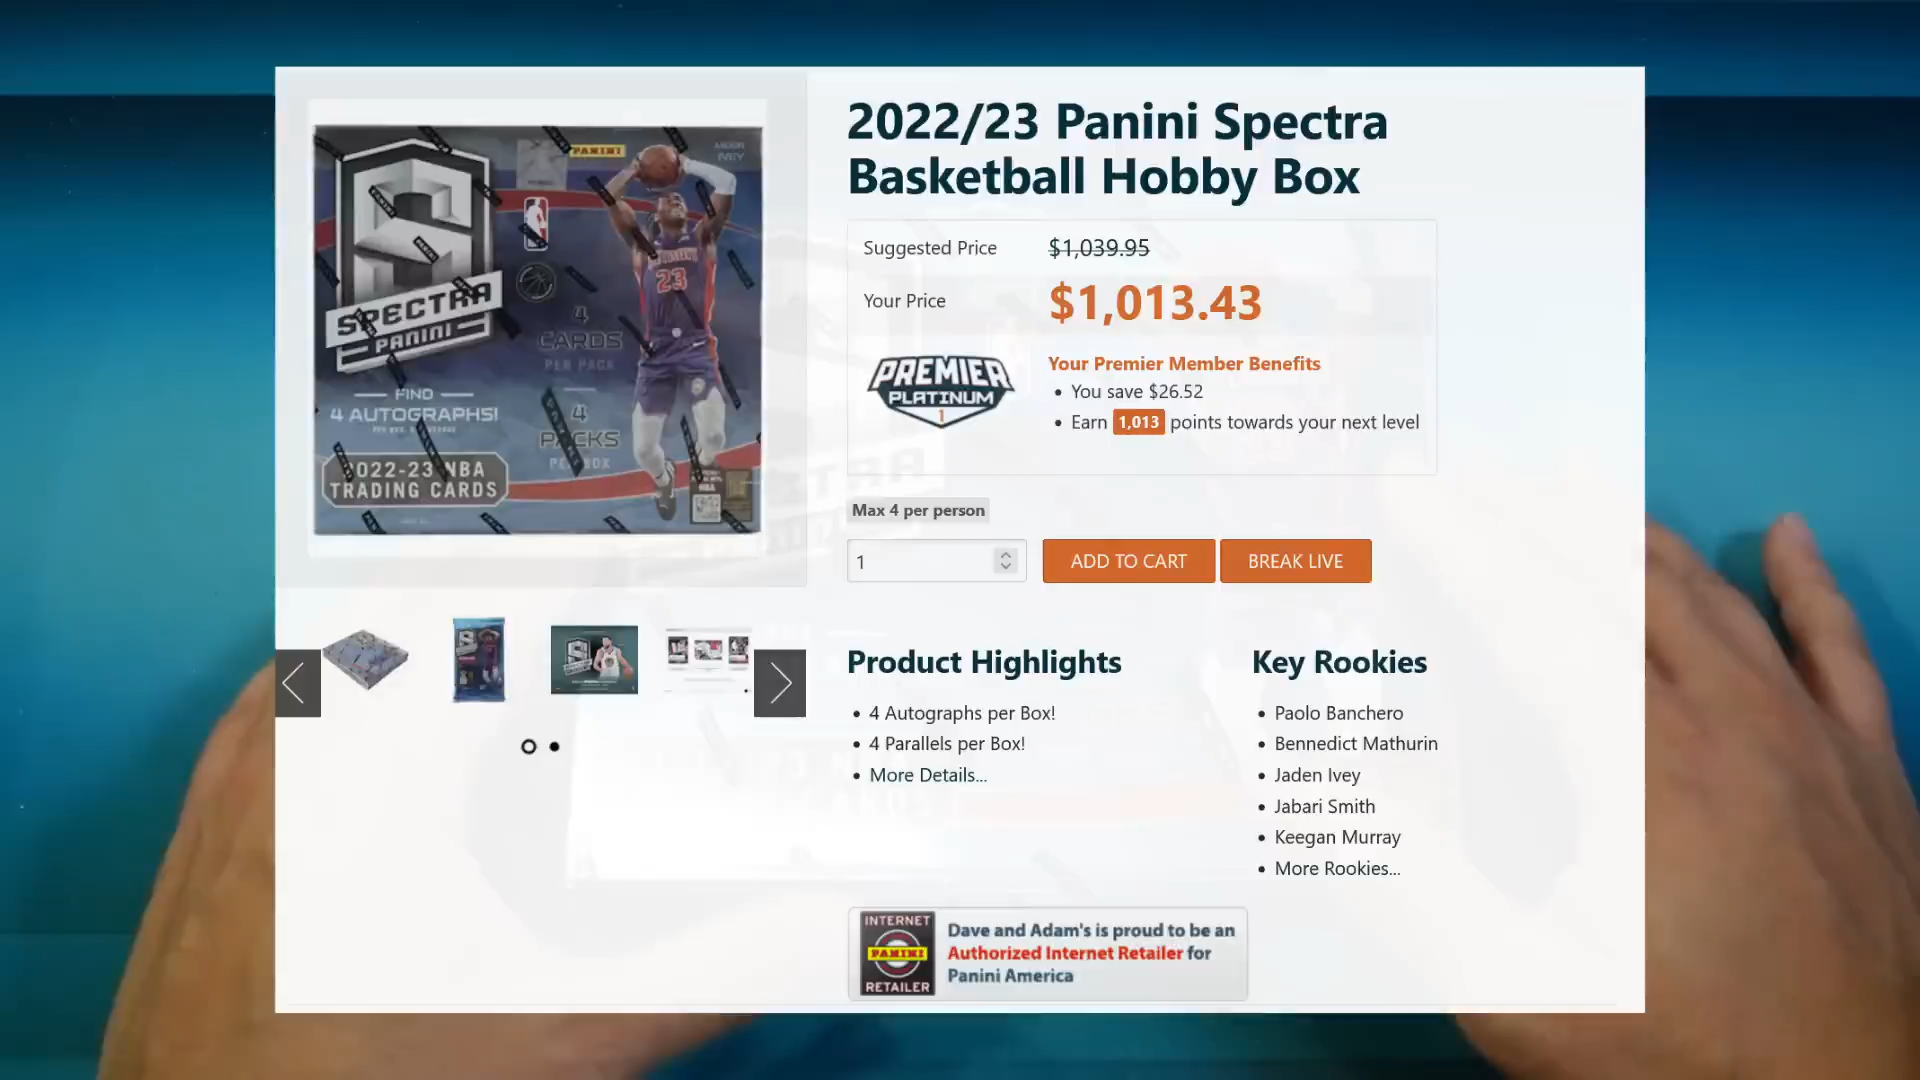 PANINI
JADEN
IVEY
23
SPECTRA
PANINI
4
CARDS
PER PACK
FIND
4 AUTOGRAPHS!
4
PACKS
PER BOX
2022-23 NBA
TRADING CARDS
2022/23 Panini Spectra
Basketball Hobby Box
Suggested Price $1,039.95
Your Price $1,013.43
PREMIER
PLATINUM
1
Your Premier Member Benefits
• You save $26.52
• Earn 1,013 points towards your next level
Max 4 per person
1 ADD TO CART BREAK LIVE
Product Highlights
• 4 Autographs per Box!
• 4 Parallels per Box!
• More Details...
Key Rookies
• Paolo Banchero
• Bennedict Mathurin
• Jaden Ivey
• Jabari Smith
• Keegan Murray
• More Rookies...
INTERNET
PANINI
RETAILER
Dave and Adam's is proud to be an
Authorized Internet Retailer for
Panini America